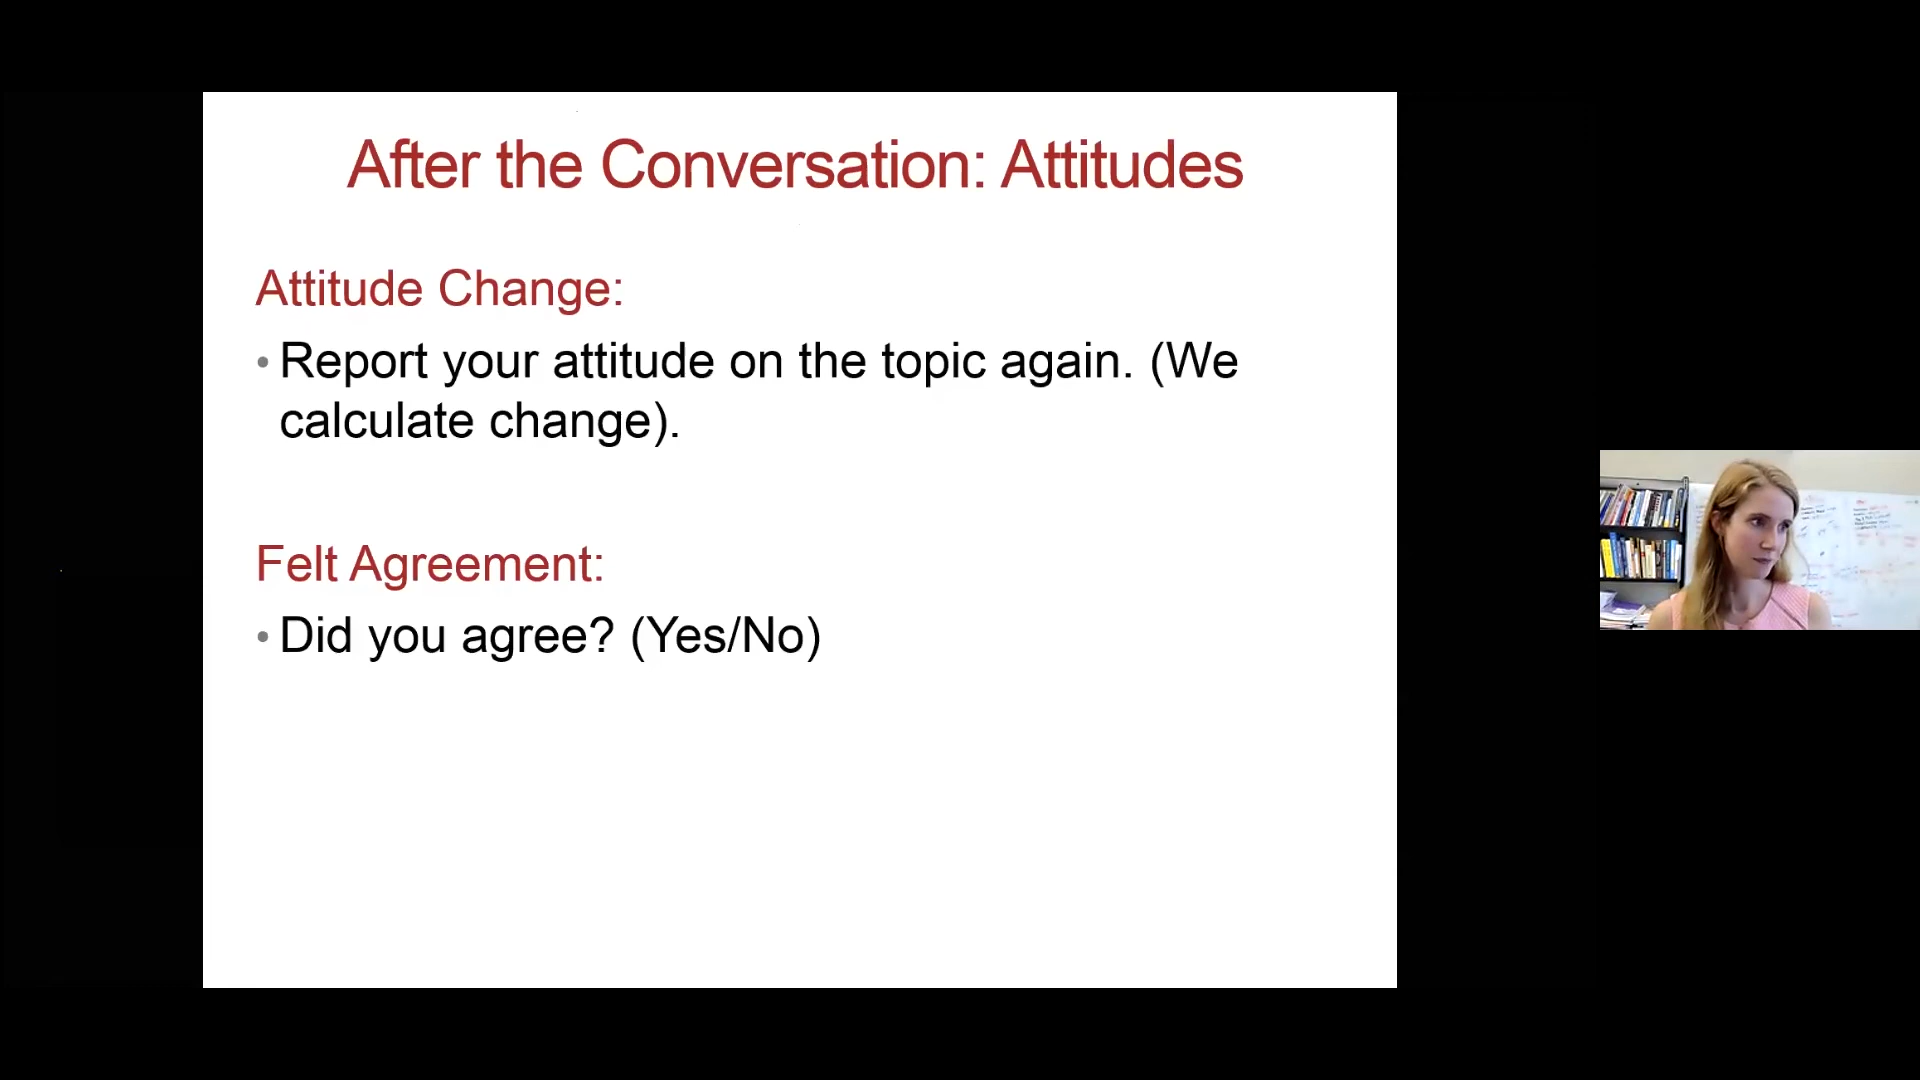 After the Conversation: Attitudes
Attitude Change:
• Report your attitude on the topic again. (We
calculate change).
Felt Agreement:
• Did you agree? (Yes/No)